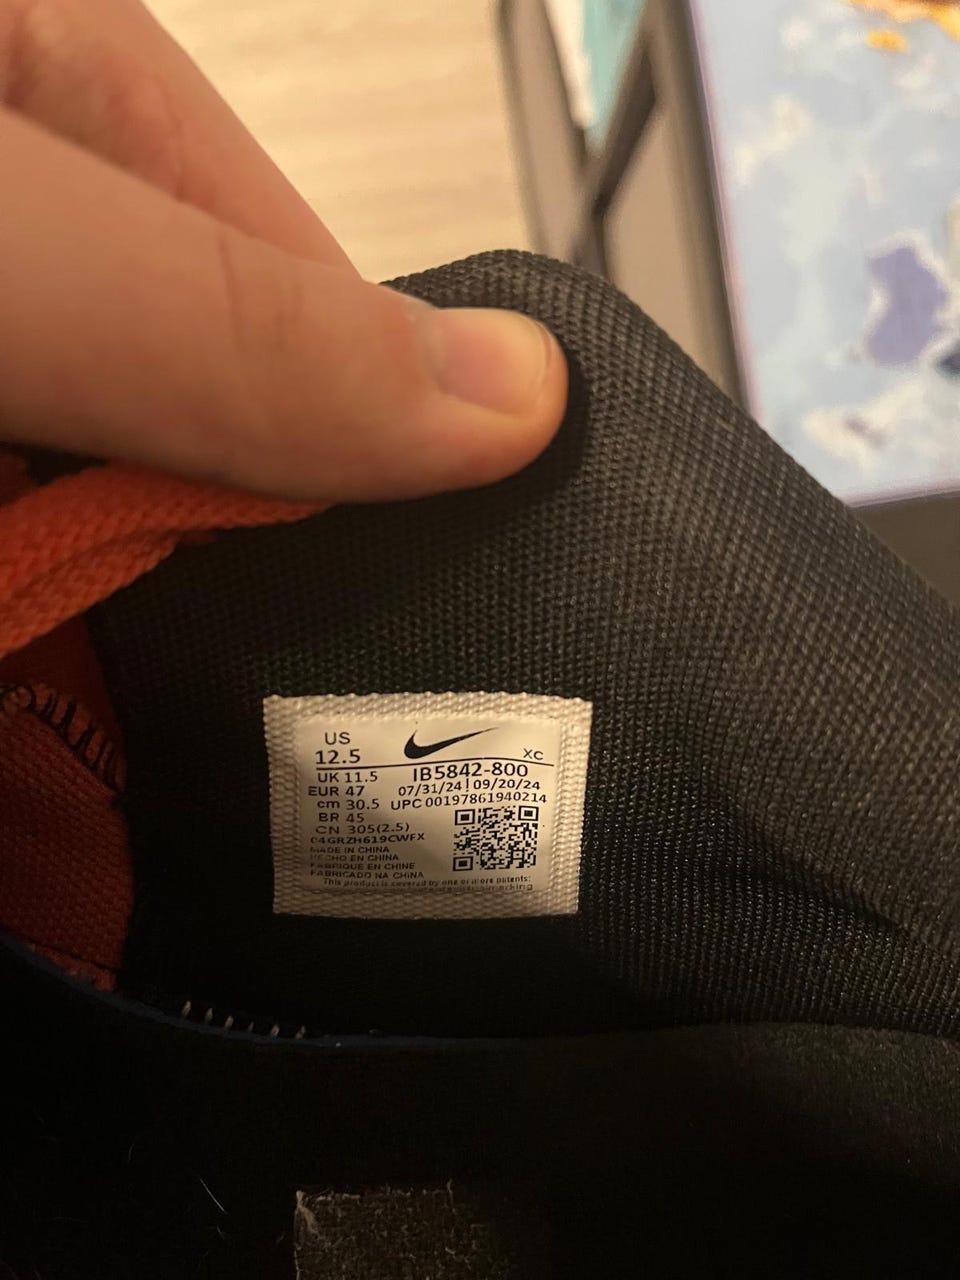 US
12.5
XC
UK 11.5
IB5842-800
EUR 47
07/31/24 09/20/24
cm 30.5
UPC 00197861940214
BR 45
CN 305(2.5)
C4GRZH619CWFX
MADE IN CHINA
HECHO EN CHINA
FABRIQUE EN CHINE
FABRICADO NA CHINA
This product is covered by one or more patents: